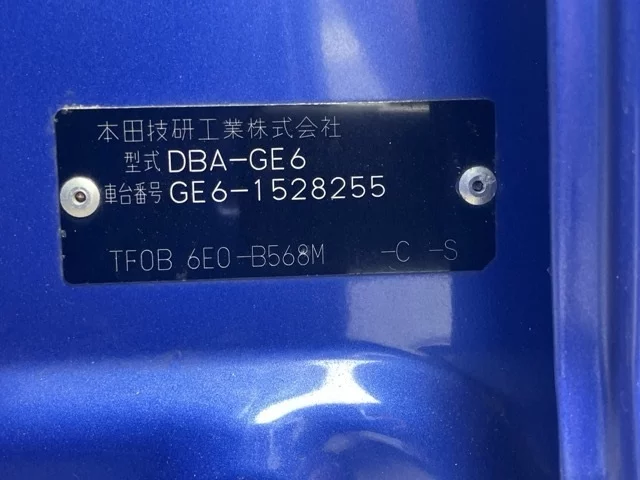 本田技研工業株式会社
型式 DBA-GE6
車台番号 GE6-1528255
TF0B 6E0-B568M -C -S